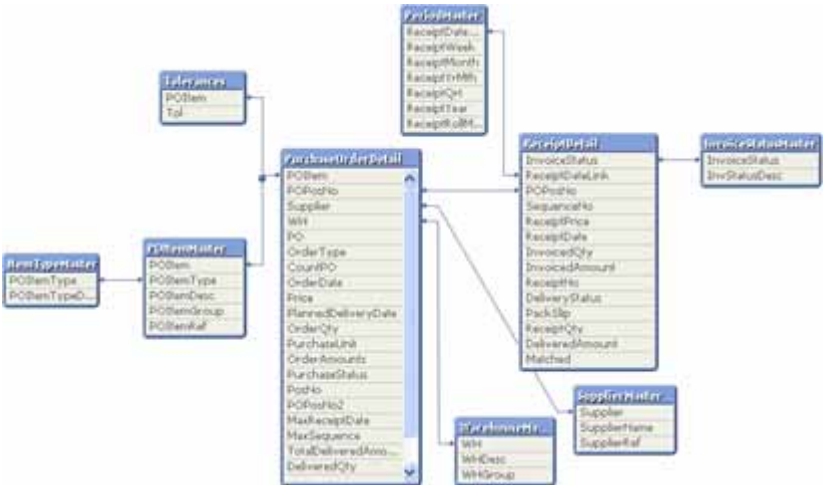 PeriodMaster
ReceiptDate...
ReceiptWeek
ReceiptMonth
ReceiptYrMth
ReceiptQrt
ReceiptYear
ReceiptRollM...
Tolerances
POItem
Tol
PurchaseOrderDetail
POItem
POPosNo
Supplier
WH
PO
OrderType
CountPO
OrderDate
Price
PlannedDeliveryDate
OrderQty
PurchaseUnit
OrderAmounts
PurchaseStatus
PosNo
POPosNo2
MaxReceiptDate
MaxSequence
TotalDeliveredAmo...
DeliveredQty
ReceiptDetail
InvoiceStatus
ReceiptDateLink
POPosNo
SequenceNo
ReceiptPrice
ReceiptDate
InvoicedQty
InvoicedAmount
ReceiptNo
DeliveryStatus
PackSlip
ReceiptQty
DeliveredAmount
Matched
InvoiceStatusMaster
InvoiceStatus
InvStatusDesc
ItemTypeMaster
POItemType
POItemTypeD...
POItemMaster
POItem
POItemType
POItemDesc
POItemGroup
POItemRef
WarehouseMa...
WH
WHDesc
WHGroup
SupplierMaster...
Supplier
SupplierName
SupplierRef